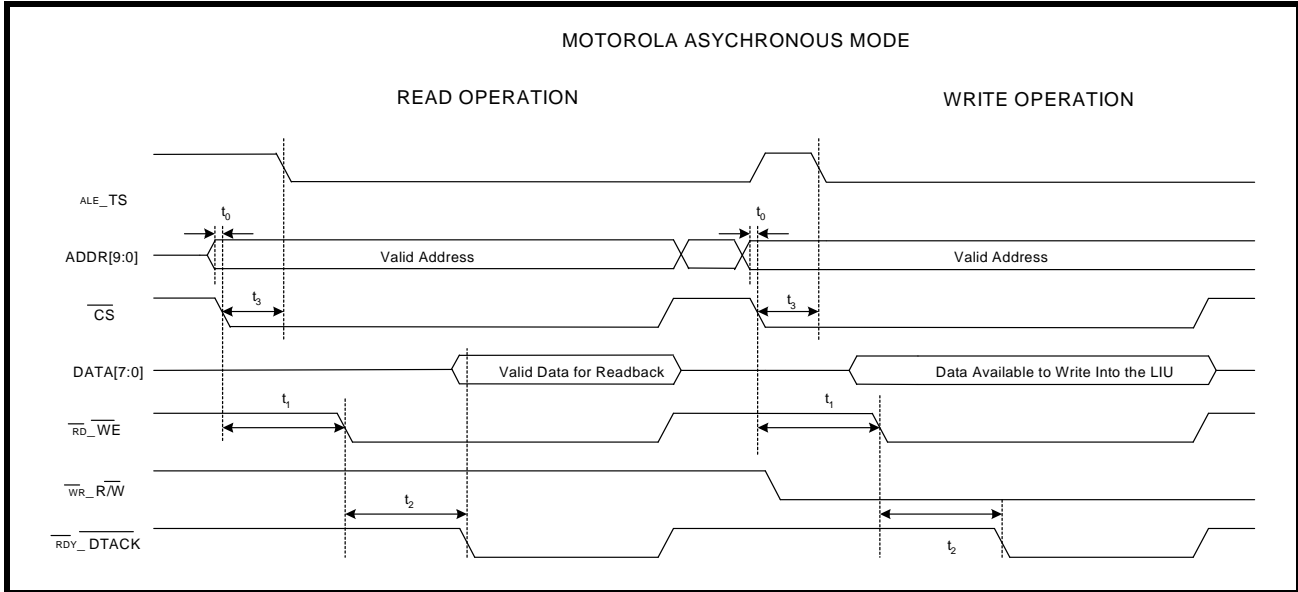 MOTOROLA ASYCHRONOUS MODE
READ OPERATION
WRITE OPERATION
ALE_TS
t0
t0
ADDR[9:0]
Valid Address
Valid Address
CS
t3
t3
DATA[7:0]
Valid Data for Readback
Data Available to Write Into the LIU
t1
t1
RD_WE
WR_R/W
t2
RDY_DTACK
t2